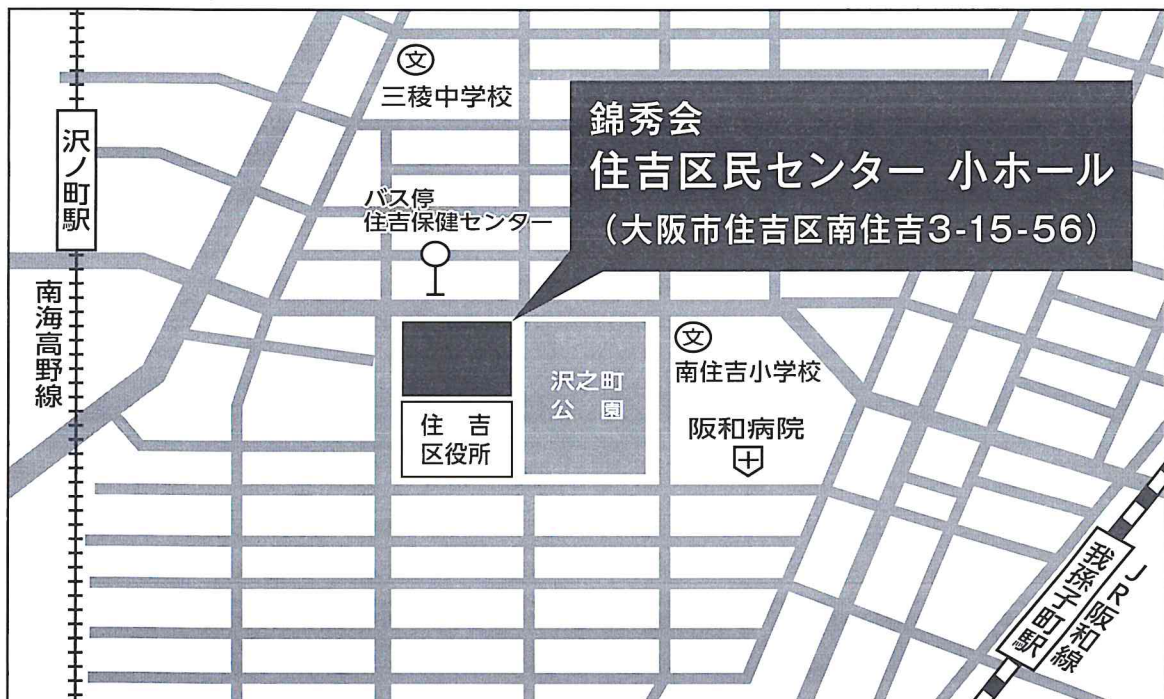 文
三稜中学校
錦秀会
住吉区民センター 小ホール
(大阪市住吉区南住吉3-15-56)
沢ノ町駅
南海高野線
バス停
住吉保健センター
文
南住吉小学校
沢之町
公園
住吉
区役所
阪和病院
JR阪和線
我孫子町駅